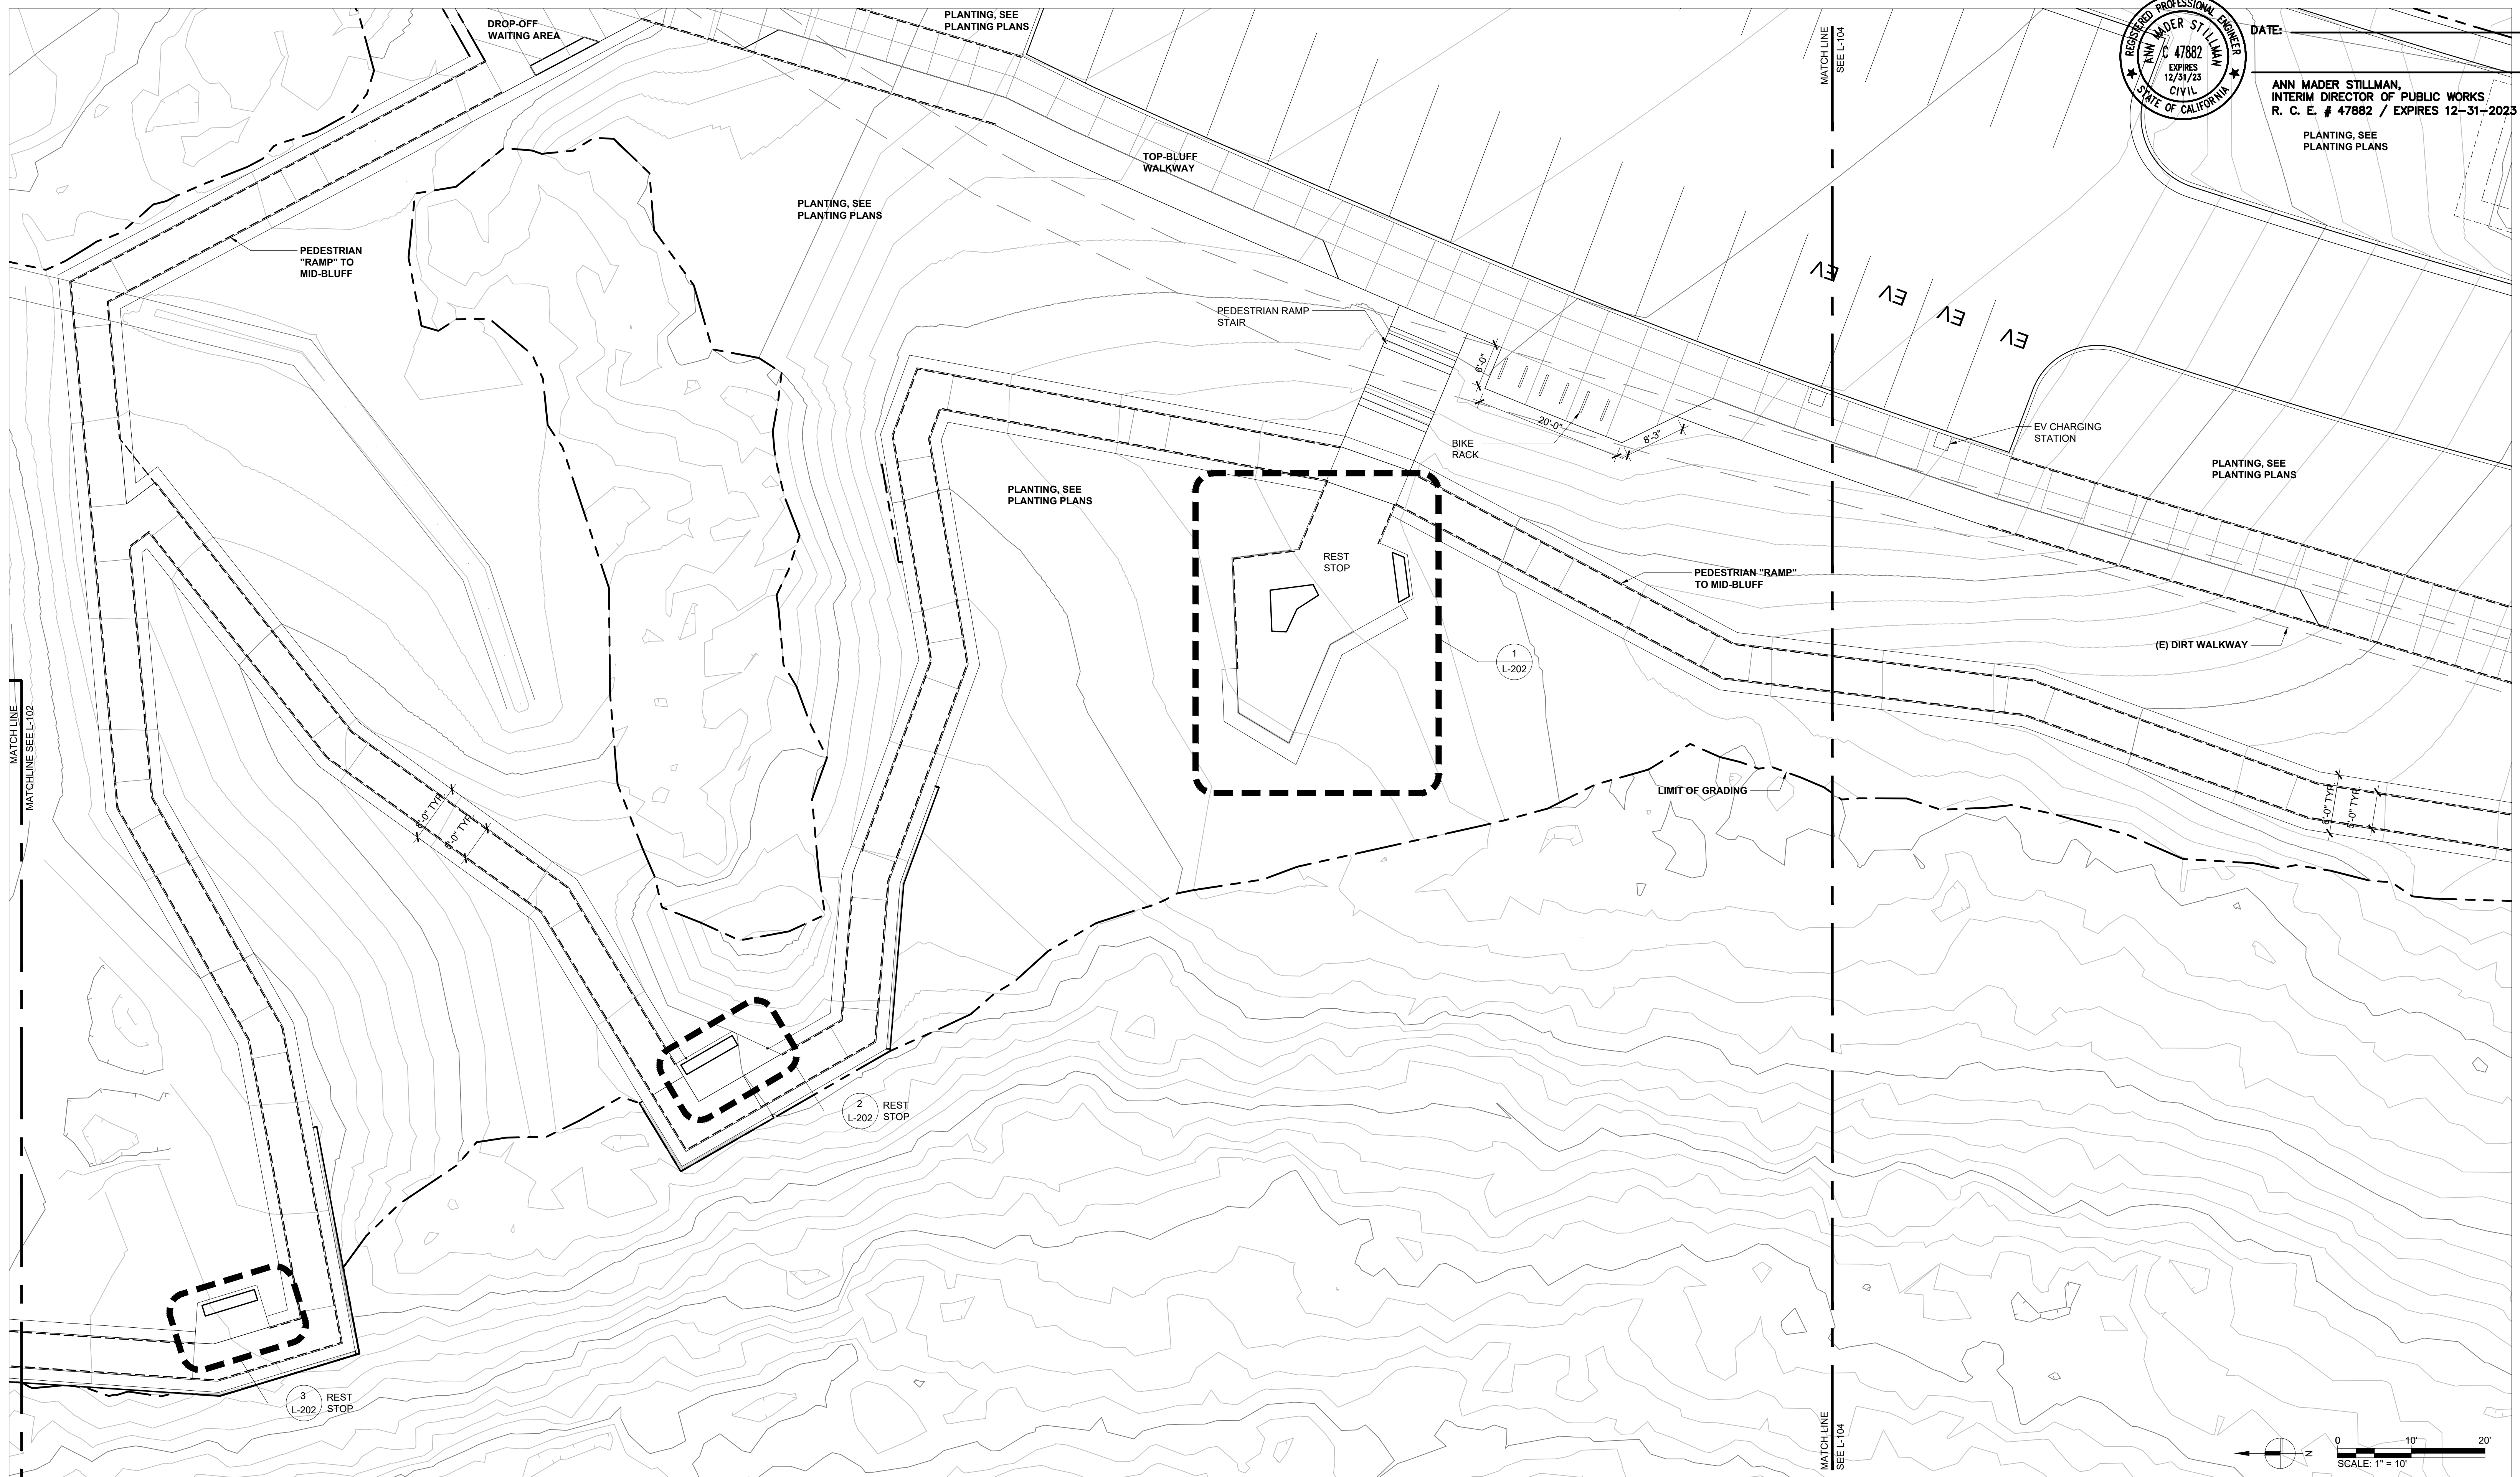 DROP-OFF
WAITING AREA
PLANTING, SEE
PLANTING PLANS
MATCH LINE
SEE L-104
REGISTERED PROFESSIONAL ENGINEER
ANN MADER STILLMAN
C 47882
EXPIRES
12/31/23
CIVIL
STATE OF CALIFORNIA
DATE:
ANN MADER STILLMAN,
INTERIM DIRECTOR OF PUBLIC WORKS
R. C. E. # 47882 / EXPIRES 12-31-2023
PLANTING, SEE
PLANTING PLANS
TOP-BLUFF
WALKWAY
PLANTING, SEE
PLANTING PLANS
PEDESTRIAN
"RAMP" TO
MID-BLUFF
EV
EV
EV
EV
PEDESTRIAN RAMP
STAIR
6'-0"
20'-0"
8'-3"
BIKE
RACK
EV CHARGING
STATION
PLANTING, SEE
PLANTING PLANS
PLANTING, SEE
PLANTING PLANS
REST
STOP
PEDESTRIAN "RAMP"
TO MID-BLUFF
(E) DIRT WALKWAY
1
L-202
MATCH LINE
MATCHLINE SEE L-102
LIMIT OF GRADING
8'-0" TYP.
5'-0" TYP.
8'-0" TYP.
5'-0" TYP.
2
L-202
REST
STOP
3
L-202
REST
STOP
MATCH LINE
SEE L-104
N
0 10' 20'
SCALE: 1" = 10'